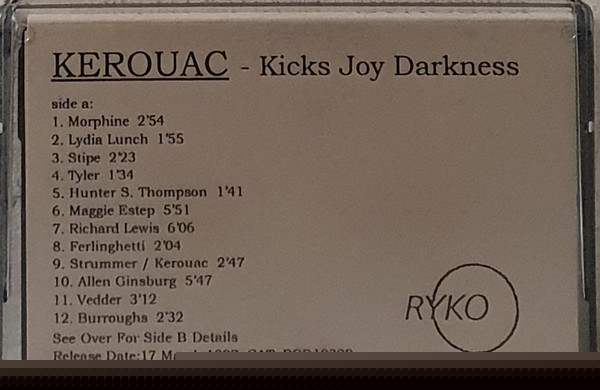 KEROUAC - Kicks Joy Darkness
side a:
1. Morphine 2'54
2. Lydia Lunch 1'55
3. Stipe 2'23
4. Tyler 1'34
5. Hunter S. Thompson 1'41
6. Maggie Estep 5'51
7. Richard Lewis 6'06
8. Ferlinghetti 2'04
9. Strummer / Kerouac 2'47
10. Allen Ginsburg 5'47
11. Vedder 3'12
12. Burroughs 2'32
RYKO
See Over For Side B Details
Release Date:17